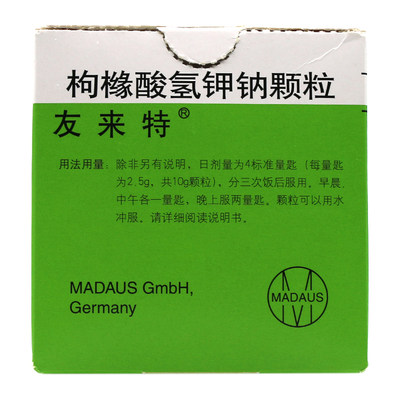 枸橼酸氢钾钠颗粒
友来特®
用法用量: 除非另有说明，日剂量为4标准量匙（每量匙
为2.5g，共10g颗粒），分三次饭后服用。早晨、
中午各一量匙，晚上服两量匙。颗粒可以用水
冲服。请详细阅读说明书。
MADAUS GmbH,
Germany
MADAUS